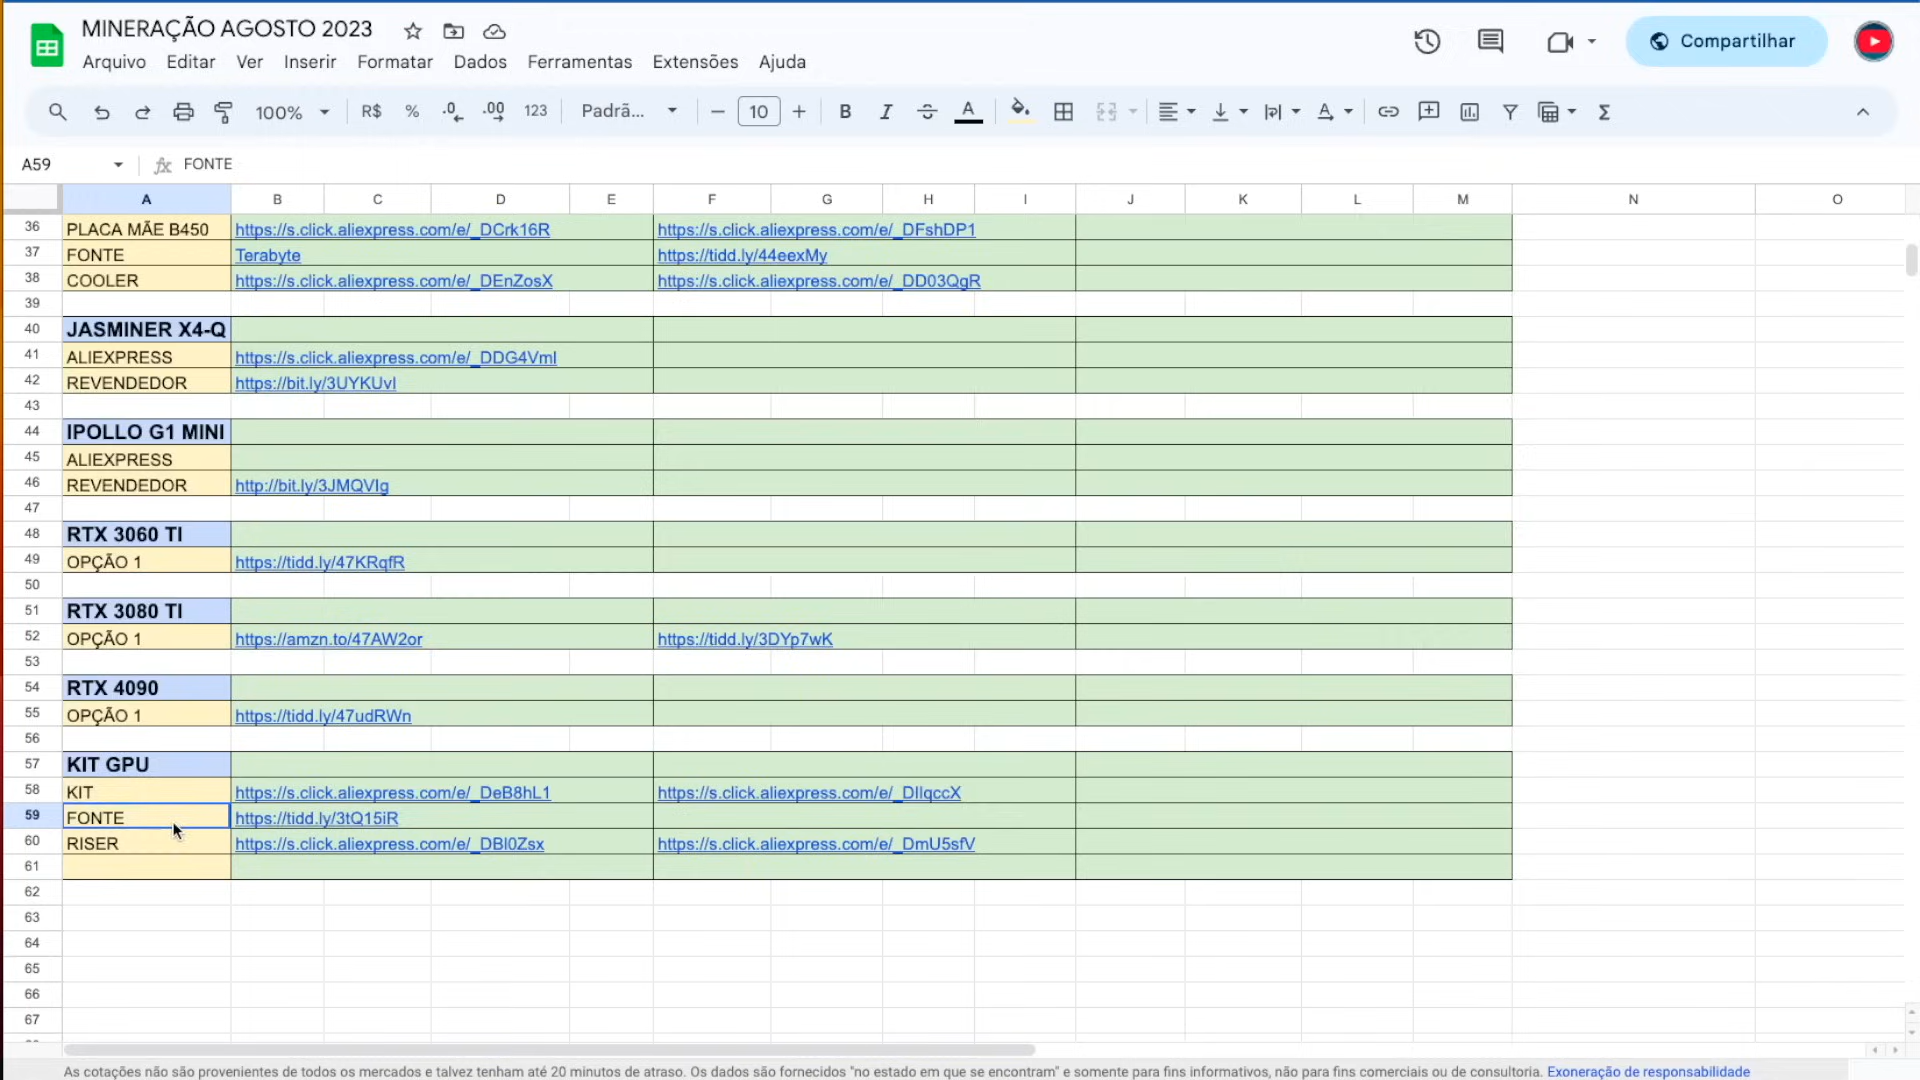 MINERAÇÃO AGOSTO 2023
Arquivo Editar Ver Inserir Formatar Dados Ferramentas Extensões Ajuda
Compartilhar
100% R$ % .0 .00 123 Padrã... 10 B I A
A59 FONTE
A B C D E F G H I J K L M N O
36 PLACA MÃE B450 https://s.click.aliexpress.com/e/_DCrk16R https://s.click.aliexpress.com/e/_DFshDP1
37 FONTE Terabyte https://tidd.ly/44eexMy
38 COOLER https://s.click.aliexpress.com/e/_DEnZosX https://s.click.aliexpress.com/e/_DD03QgR
39
40 JASMINER X4-Q
41 ALIEXPRESS https://s.click.aliexpress.com/e/_DDG4VmI
42 REVENDEDOR https://bit.ly/3UYKUvI
43
44 IPOLLO G1 MINI
45 ALIEXPRESS
46 REVENDEDOR http://bit.ly/3JMQVIg
47
48 RTX 3060 TI
49 OPÇÃO 1 https://tidd.ly/47KRqfR
50
51 RTX 3080 TI
52 OPÇÃO 1 https://amzn.to/47AW2or https://tidd.ly/3DYp7wK
53
54 RTX 4090
55 OPÇÃO 1 https://tidd.ly/47udRWn
56
57 KIT GPU
58 KIT https://s.click.aliexpress.com/e/_DeB8hL1 https://s.click.aliexpress.com/e/_DIlqccX
59 FONTE https://tidd.ly/3tQ15iR
60 RISER https://s.click.aliexpress.com/e/_DBl0Zsx https://s.click.aliexpress.com/e/_DmU5sfV
61
62
63
64
65
66
67
As cotações não são provenientes de todos os mercados e talvez tenham até 20 minutos de atraso. Os dados são fornecidos "no estado em que se encontram" e somente para fins informativos, não para fins comerciais ou de consultoria. Exoneração de responsabilidade